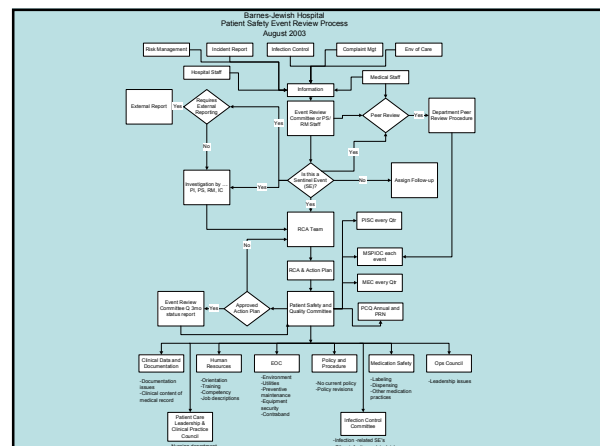 Barnes-Jewish Hospital
Patient Safety Event Review Process
August 2003
Risk Management
Incident Report
Infection Control
Complaint Mgt
Env of Care
Hospital Staff
Information
Medical Staff
External Report
Yes
Requires
External
Reporting
Event Review
Committee or PS/
RM Staff
Peer Review
Yes
Department Peer
Review Procedure
Yes
Yes
No
Investigation by ...
PI, PS, RM, IC
Yes
Is this a
Sentinel Event
(SE)?
No
Assign Follow-up
Yes
PISC every Qtr
RCA Team
No
MSPIOC each
event
RCA & Action Plan
MEC every Qtr
Event Review
Committee Q 3mo
status report
Yes
Approved
Action Plan
Patient Safety and
Quality Committee
PCQ Annual and
PRN
Clinical Data and
Documentation
Human
Resources
EOC
Policy and
Procedure
Medication Safety
Ops Council
-Documentation
issues
-Clinical content of
medical record
-Orientation
-Training
-Competency
-Job descriptions
-Environment
-Utilities
-Preventive
maintenance
-Equipment
security
-Contraband
-No current policy
-Policy revisions
-Labeling
-Dispensing
-Other medication
practices
-Leadership issues
Patient Care
Leadership &
Clinical Practice
Council
Infection Control
Committee
-Infection -related SE's